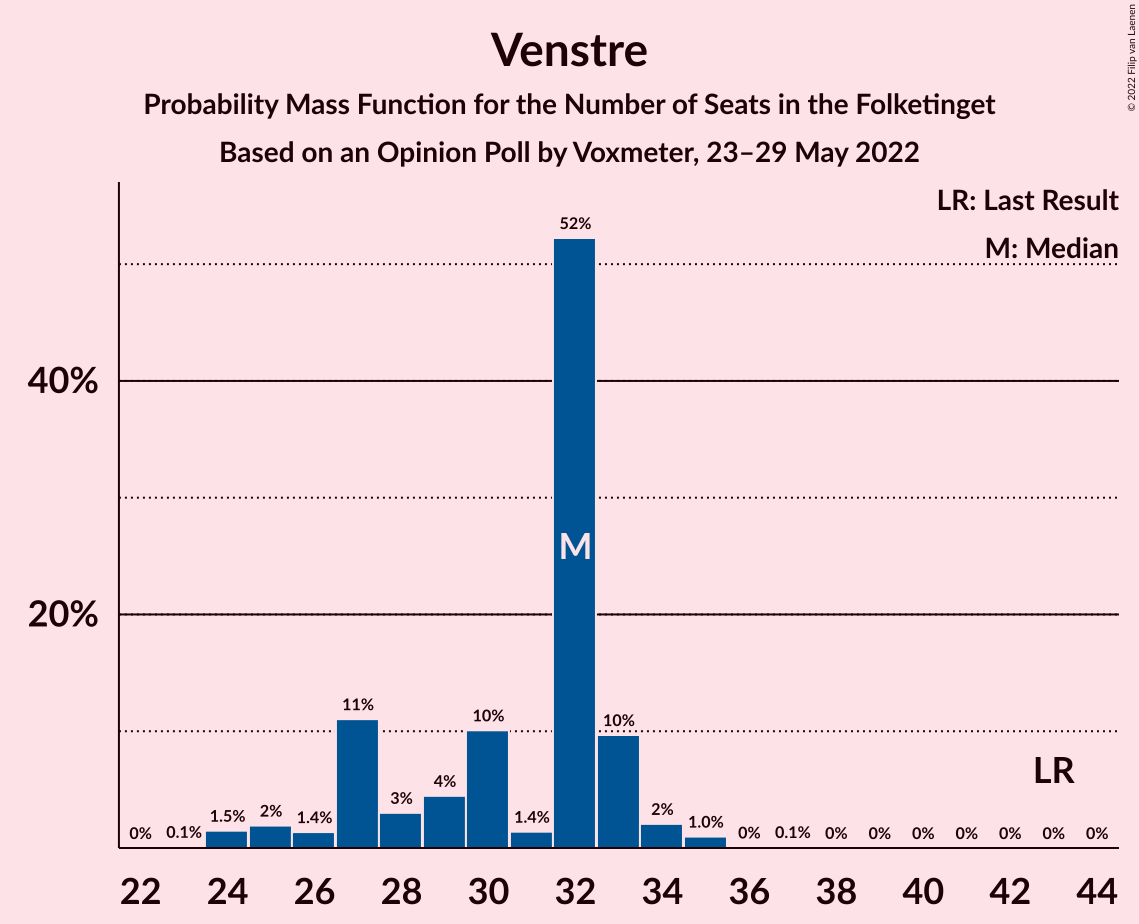 Venstre
Probability Mass Function for the Number of Seats in the Folketinget
Based on an Opinion Poll by Voxmeter, 23–29 May 2022
© 2022 Filip van Laenen
LR: Last Result
M: Median
40%
20%
0% 0.1% 1.5% 2% 1.4% 11% 3% 4% 10% 1.4% 52% 10% 2% 1.0% 0% 0.1% 0% 0% 0% 0% 0% 0% 0%
M
LR
22 24 26 28 30 32 34 36 38 40 42 44